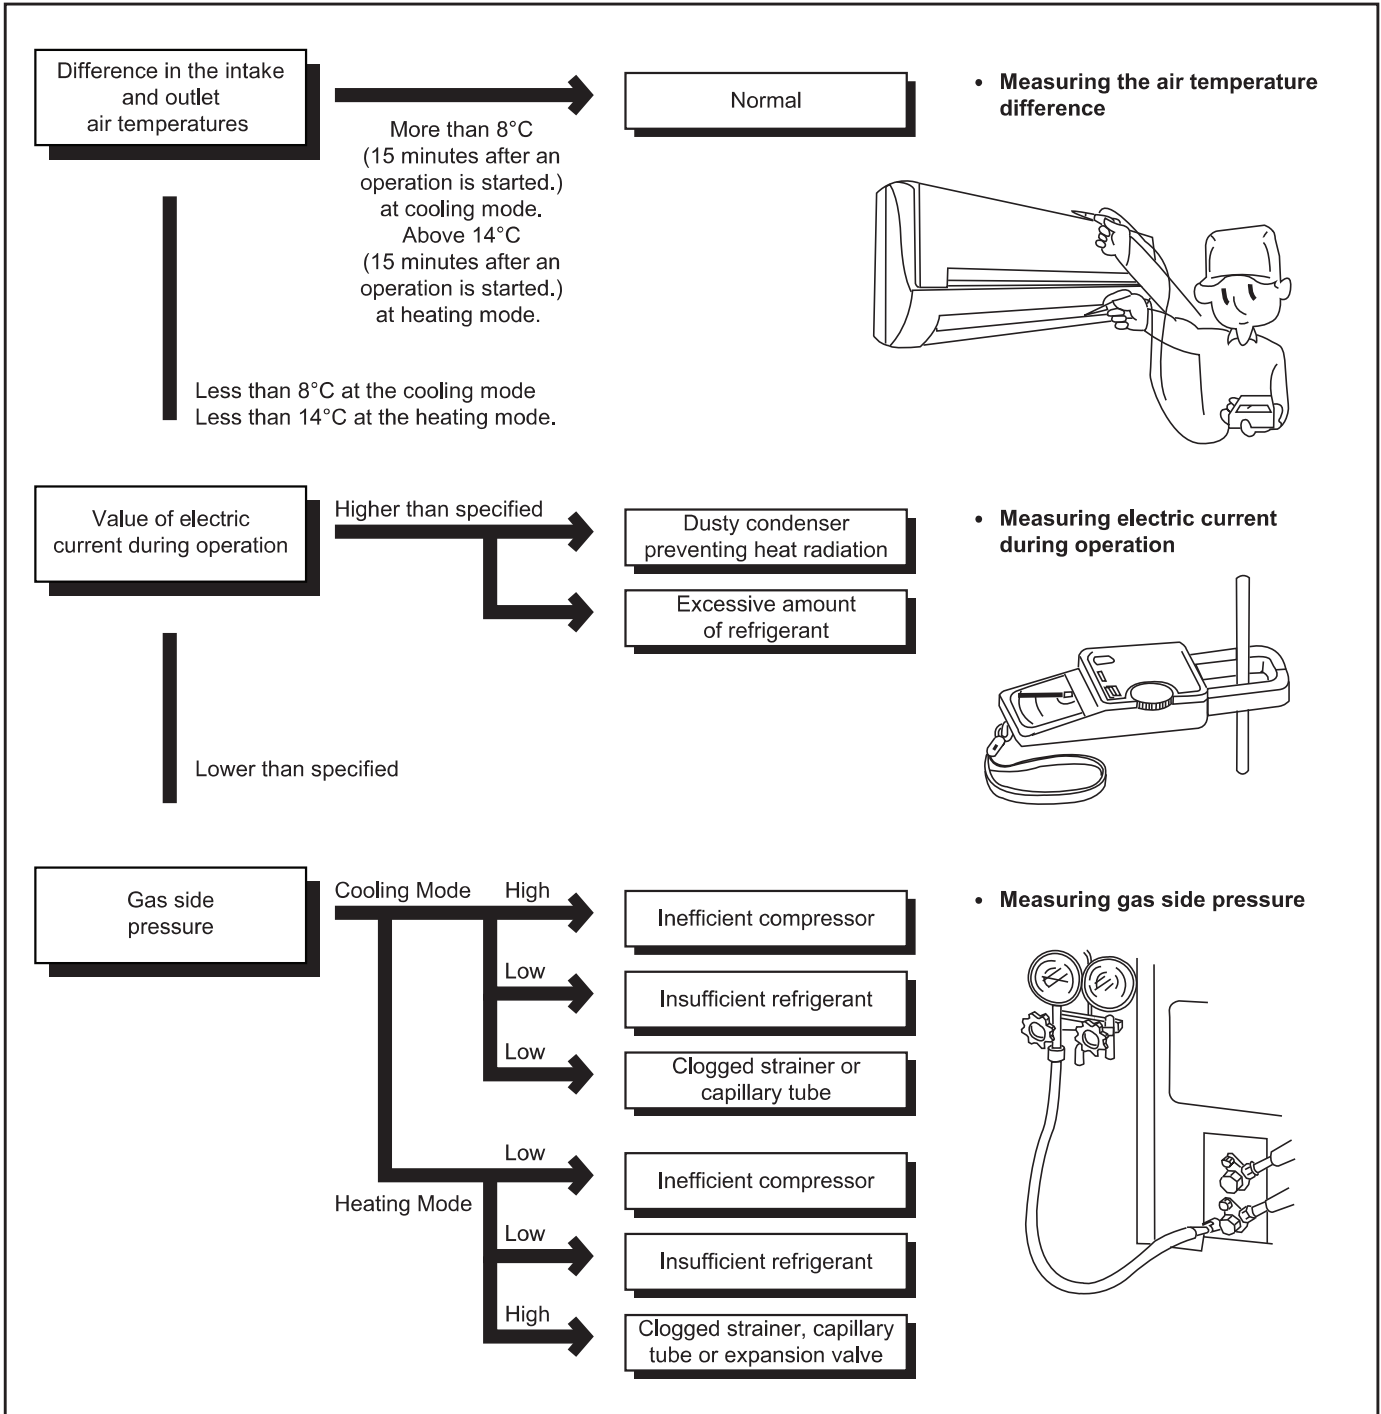 Difference in the intake
and outlet
air temperatures
More than 8°C
(15 minutes after an
operation is started.)
at cooling mode.
Above 14°C
(15 minutes after an
operation is started.)
at heating mode.
Normal
• Measuring the air temperature
difference
Less than 8°C at the cooling mode
Less than 14°C at the heating mode.
Value of electric
current during operation
Higher than specified
Dusty condenser
preventing heat radiation
Excessive amount
of refrigerant
• Measuring electric current
during operation
Lower than specified
Gas side
pressure
Cooling Mode
High
Inefficient compressor
Low
Insufficient refrigerant
Low
Clogged strainer or
capillary tube
• Measuring gas side pressure
Heating Mode
Low
Inefficient compressor
Low
Insufficient refrigerant
High
Clogged strainer, capillary
tube or expansion valve